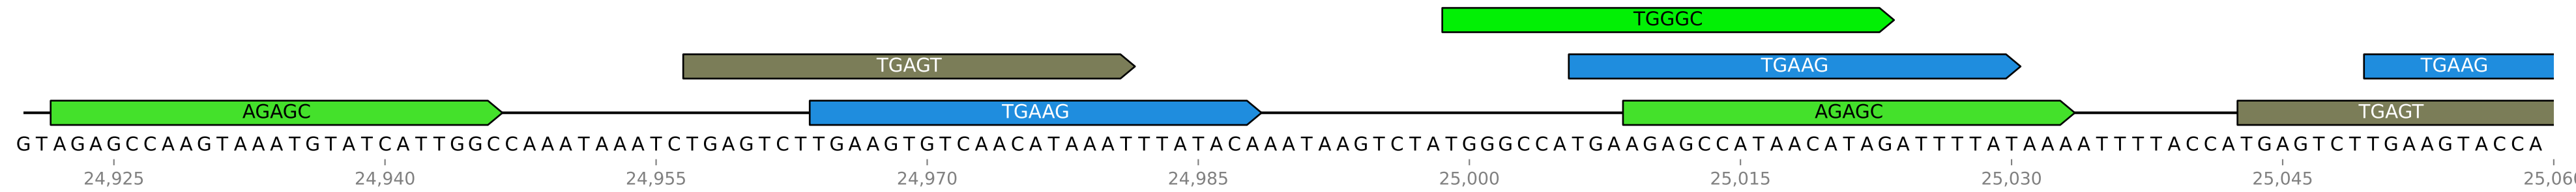 TGGGC
TGAGT TGAAG TGAAG
AGAGC TGAAG AGAGC TGAGT
G T A G A G C C A A G T A A A T G T A T C A T T G G C C A A A T A A A T C T G A G T C T T G A A G T G T C A A C A T A A A T T T A T A C A A A T A A G T C T A T G G G C C A T G A A G A G C C A T A A C A T A G A T T T T A T A A A A T T T T A C C A T G A G T C T T G A A G T A C C A
24,925 24,940 24,955 24,970 24,985 25,000 25,015 25,030 25,045 25,060